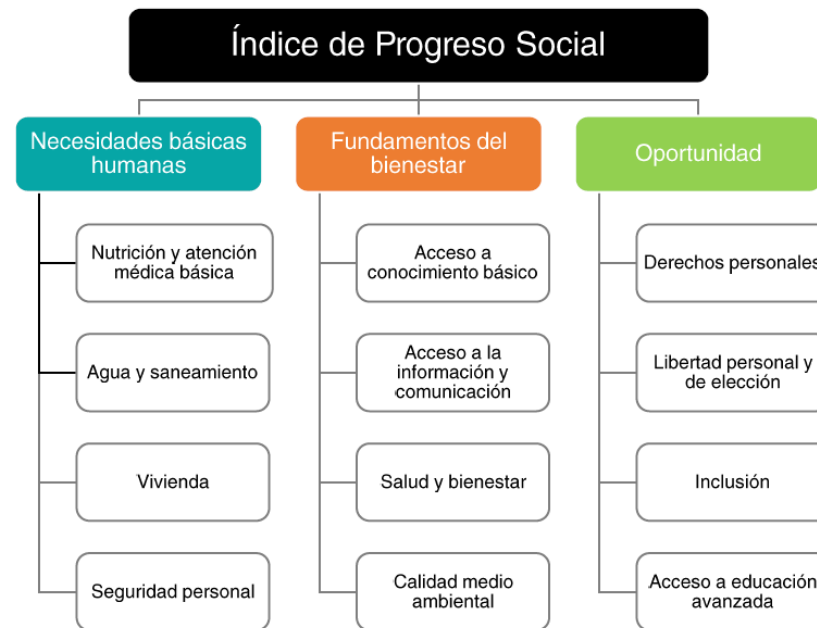 Índice de Progreso Social
Necesidades básicas
humanas
Nutrición y atención
médica básica
Agua y saneamiento
Vivienda
Seguridad personal
Fundamentos del
bienestar
Acceso a
conocimiento básico
Acceso a la
información y
comunicación
Salud y bienestar
Calidad medio
ambiental
Oportunidad
Derechos personales
Libertad personal y
de elección
Inclusión
Acceso a educación
avanzada